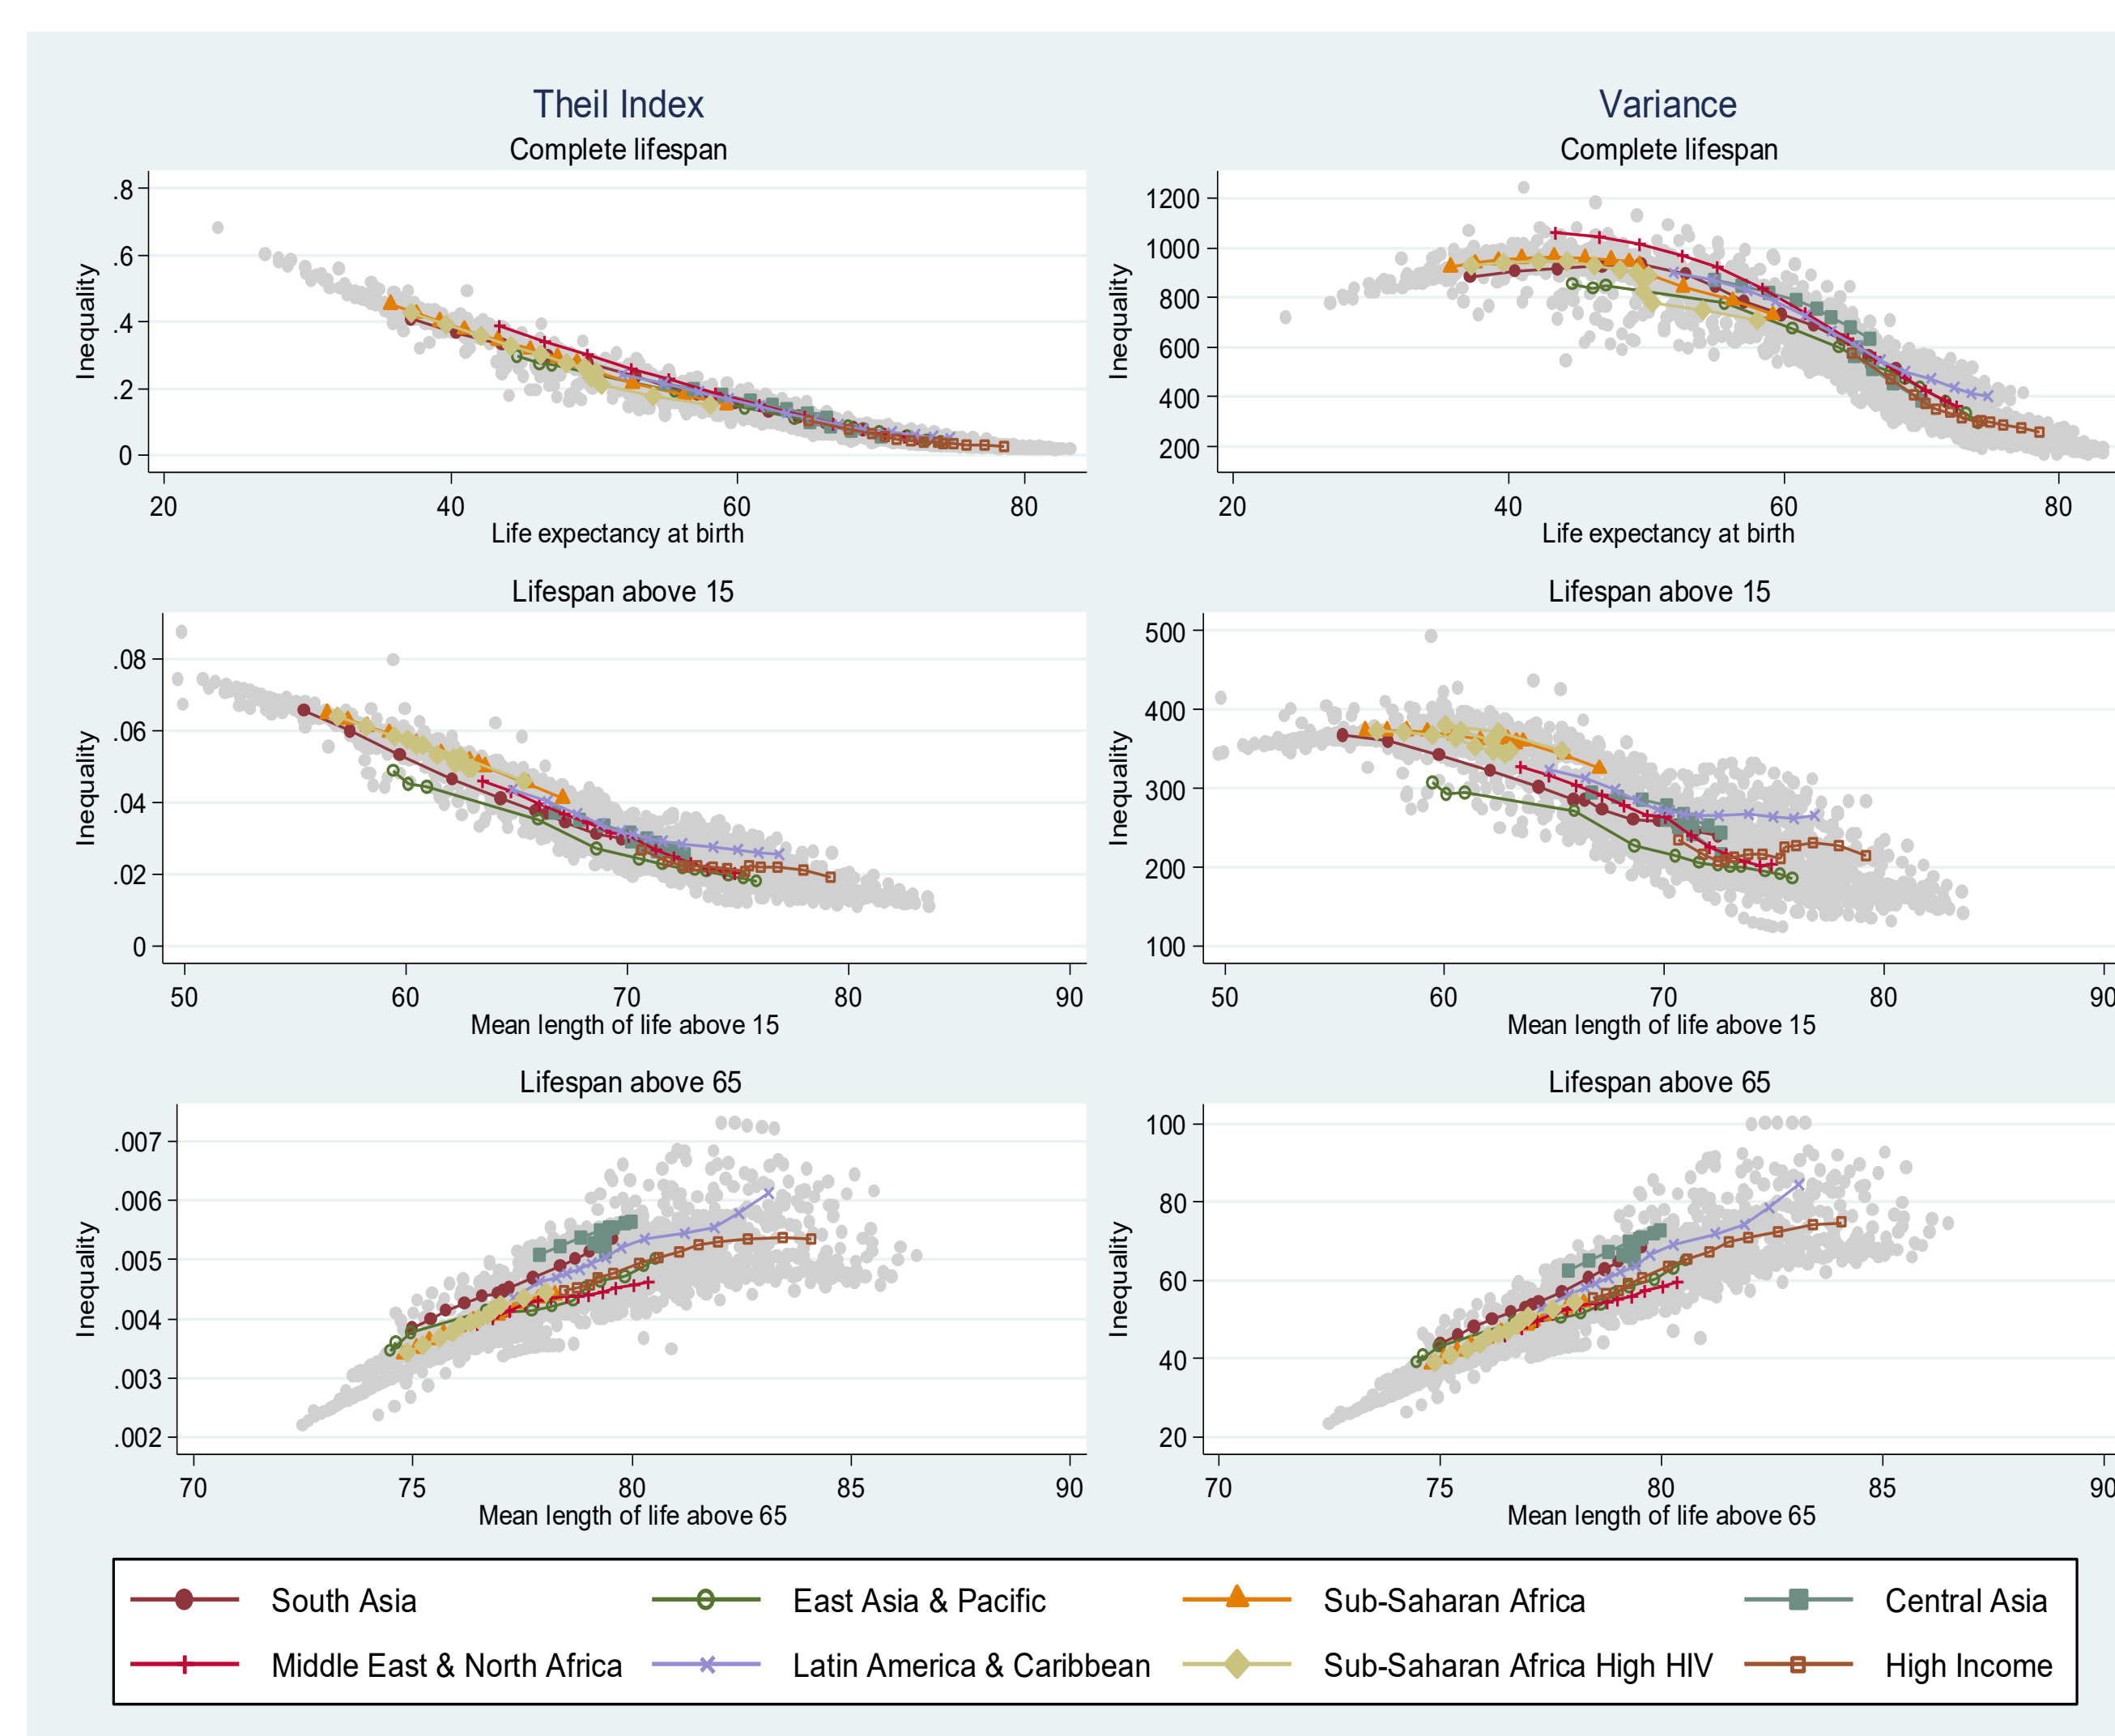 Theil Index
Variance
Complete lifespan
Complete lifespan
Inequality
.8
.6
.4
.2
0
20 40 60 80
Life expectancy at birth
Inequality
1200
1000
800
600
400
200
20 40 60 80
Life expectancy at birth
Lifespan above 15
Lifespan above 15
Inequality
.08
.06
.04
.02
0
50 60 70 80 90
Mean length of life above 15
Inequality
500
400
300
200
100
50 60 70 80 90
Mean length of life above 15
Lifespan above 65
Lifespan above 65
Inequality
.007
.006
.005
.004
.003
.002
70 75 80 85 90
Mean length of life above 65
Inequality
100
80
60
40
20
70 75 80 85 90
Mean length of life above 65
South Asia East Asia & Pacific Sub-Saharan Africa Central Asia
Middle East & North Africa Latin America & Caribbean Sub-Saharan Africa High HIV High Income